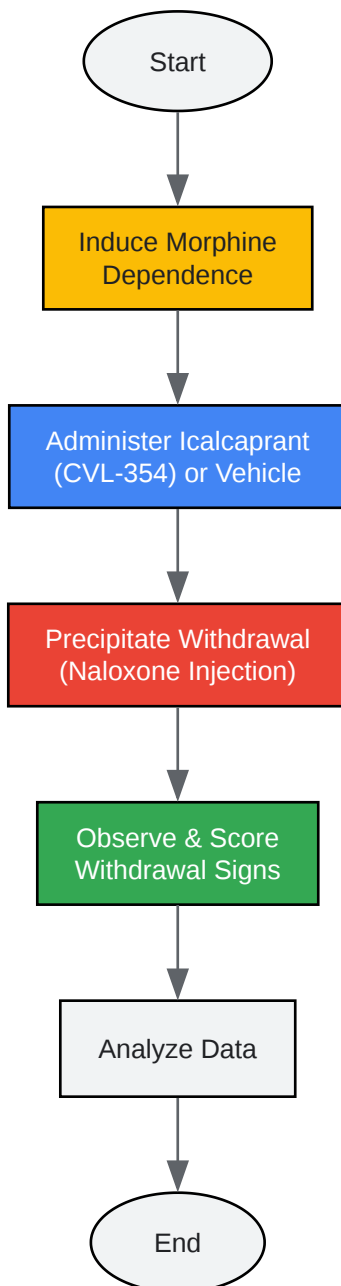 Start
Induce Morphine
Dependence
Administer Icalcaprant
(CVL-354) or Vehicle
Precipitate Withdrawal
(Naloxone Injection)
Observe & Score
Withdrawal Signs
Analyze Data
End